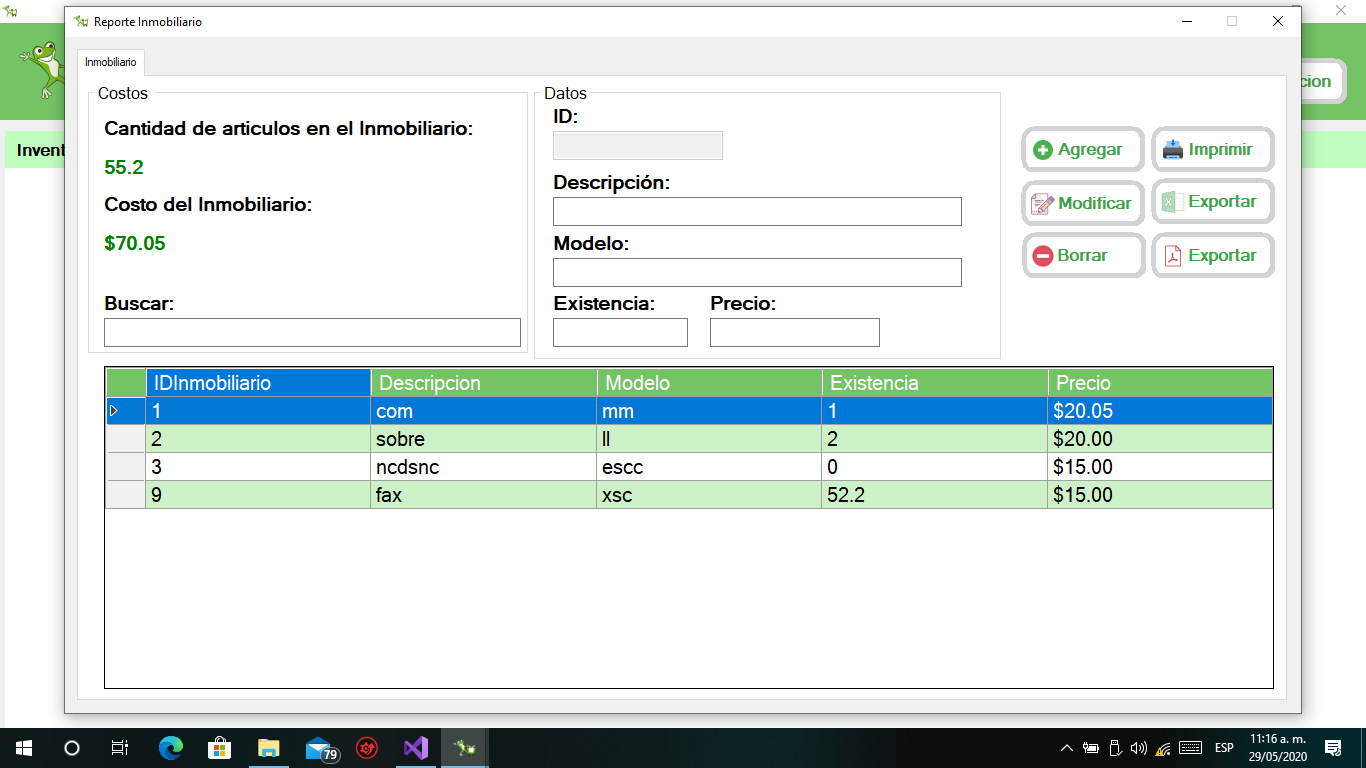 Reporte Inmobiliario
Inmobiliario
cion
Invent
Costos
Cantidad de articulos en el Inmobiliario:
55.2
Costo del Inmobiliario:
$70.05
Buscar:
Datos
ID:
Descripción:
Modelo:
Existencia: Precio:
Agregar Imprimir
Modificar Exportar
Borrar Exportar
IDInmobiliario Descripcion Modelo Existencia Precio
1 com mm 1 $20.05
2 sobre ll 2 $20.00
3 ncdsnc escc 0 $15.00
9 fax xsc 52.2 $15.00
79
ESP
11:16 a. m.
29/05/2020